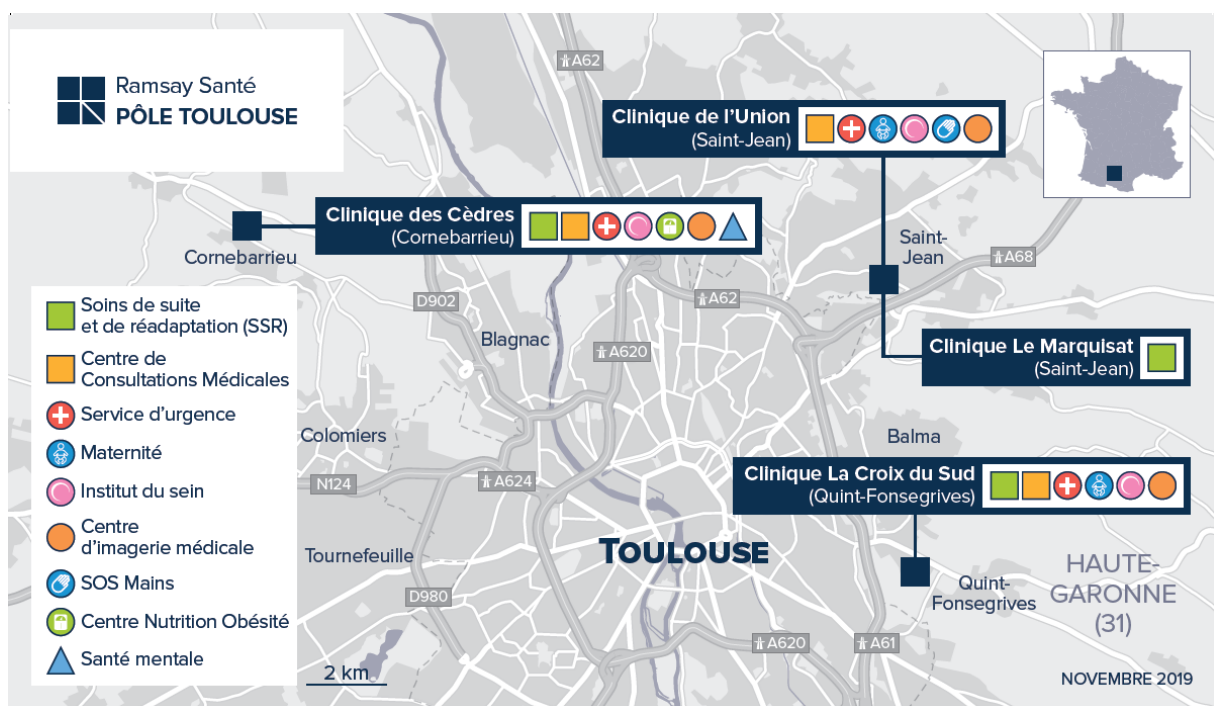 Ramsay Santé
PÔLE TOULOUSE
A62
Clinique de l'Union
(Saint-Jean)
Clinique des Cèdres
(Cornebarrieu)
Cornebarrieu
Saint-
Jean
A68
D902
A62
Soins de suite
et de réadaptation (SSR)
Centre de
Consultations Médicales
Service d'urgence
Maternité
Institut du sein
Centre
d'imagerie médicale
SOS Mains
Centre Nutrition Obésité
Santé mentale
Blagnac
A620
Clinique Le Marquisat
(Saint-Jean)
Colomiers
Balma
N124
A624
Clinique La Croix du Sud
(Quint-Fonsegrives)
Tournefeuille
TOULOUSE
D980
Quint-
Fonsegrives
HAUTE-
GARONNE
(31)
A620
A61
2 km
NOVEMBRE 2019